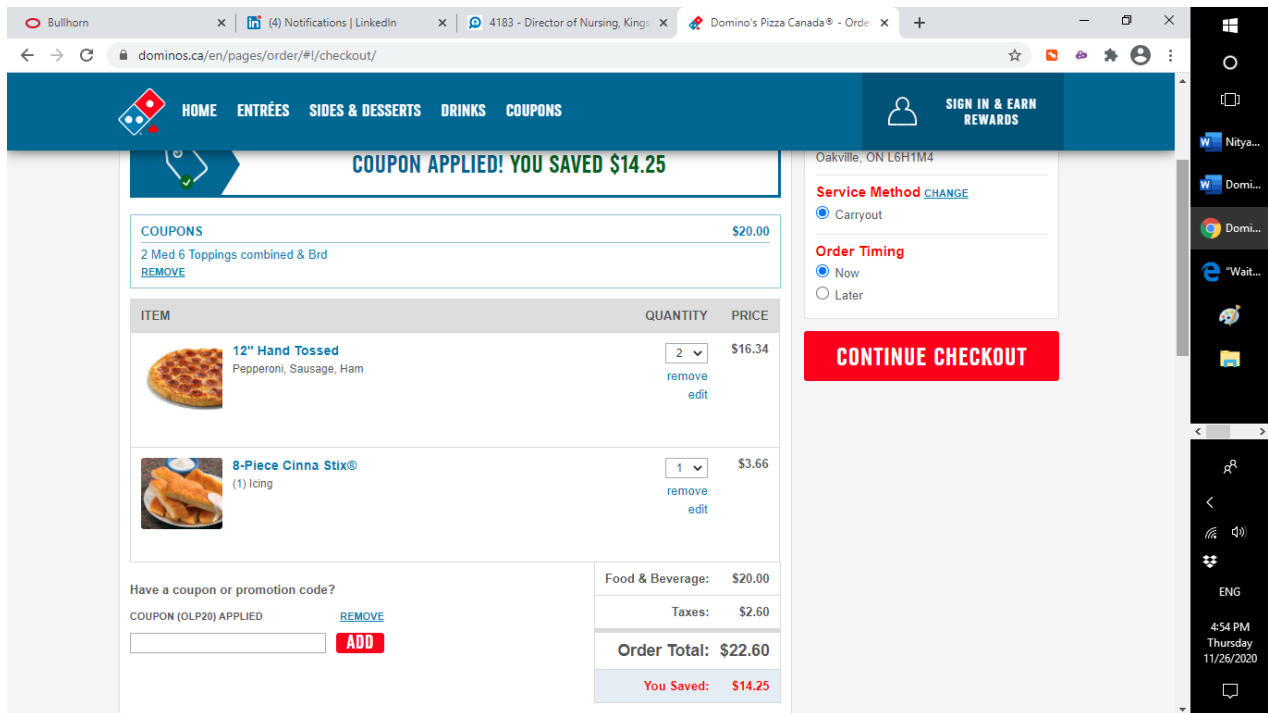 Bullhorn
(4) Notifications | LinkedIn
4183 - Director of Nursing, Kings
Domino's Pizza Canada® - Orde
dominos.ca/en/pages/order/#!/checkout/
HOME ENTRÉES SIDES & DESSERTS DRINKS COUPONS
SIGN IN & EARN
REWARDS
COUPON APPLIED! YOU SAVED $14.25
COUPONS $20.00
2 Med 6 Toppings combined & Brd
REMOVE
ITEM QUANTITY PRICE
12" Hand Tossed 2 $16.34
Pepperoni, Sausage, Ham
remove
edit
8-Piece Cinna Stix® 1 $3.66
(1) Icing
remove
edit
Have a coupon or promotion code?
COUPON (OLP20) APPLIED REMOVE
ADD
Food & Beverage: $20.00
Taxes: $2.60
Order Total: $22.60
You Saved: $14.25
Oakville, ON L6H1M4
Service Method CHANGE
Carryout
Order Timing
Now
Later
CONTINUE CHECKOUT
Nitya...
Domi...
Domi...
"Wait...
ENG
4:54 PM
Thursday
11/26/2020